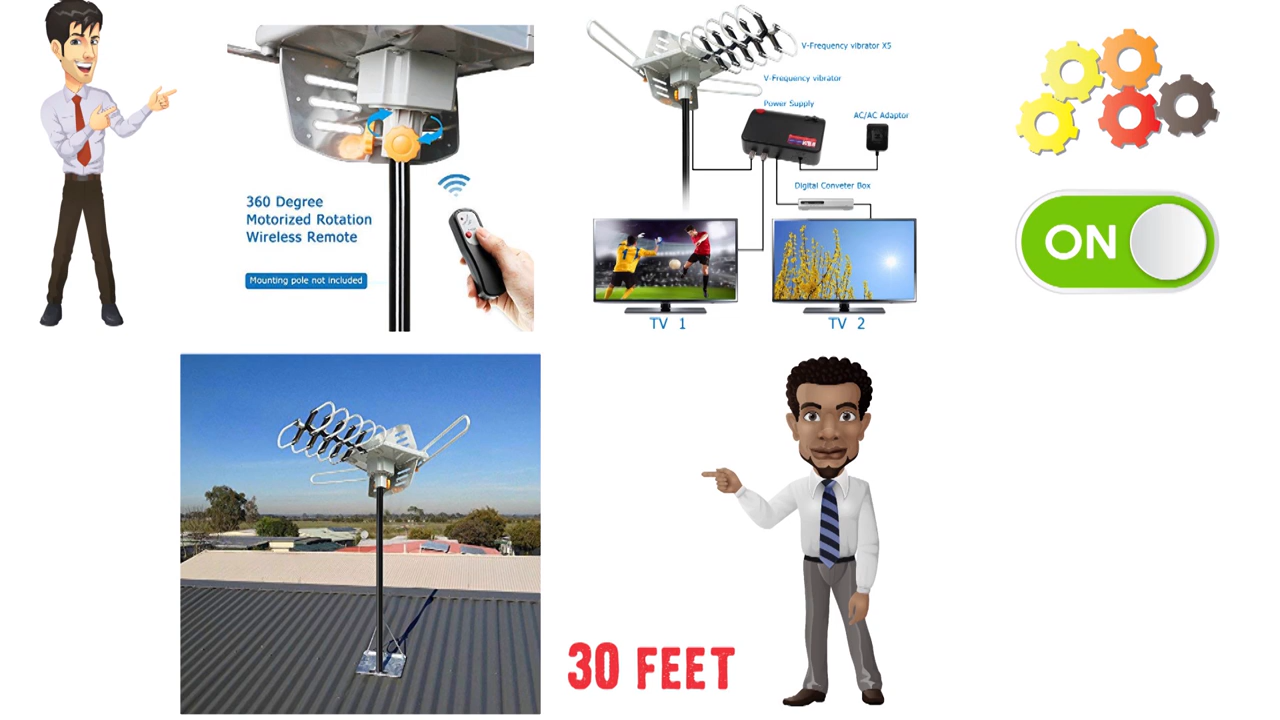 360 Degree
Motorized Rotation
Wireless Remote
Mounting pole not included
V-Frequency vibrator X5
V-Frequency vibrator
Power Supply
AC/AC Adaptor
Digital Conveter Box
TV 1
TV 2
ON
30 FEET